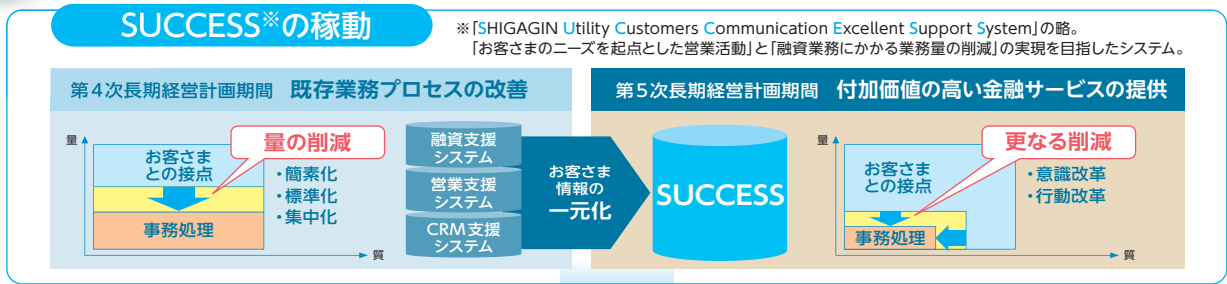 SUCCESS※の稼動
※「SHIGAGIN Utility Customers Communication Excellent Support System」の略。
「お客さまのニーズを起点とした営業活動」と「融資業務にかかる業務量の削減」の実現を目指したシステム。
第4次長期経営計画期間 既存業務プロセスの改善
量
量の削減
お客さま
との接点
事務処理
・簡素化
・標準化
・集中化
質
融資支援
システム
営業支援
システム
CRM支援
システム
お客さま
情報の
一元化
第5次長期経営計画期間 付加価値の高い金融サービスの提供
SUCCESS
量
更なる削減
お客さま
との接点
事務処理
・意識改革
・行動改革
質